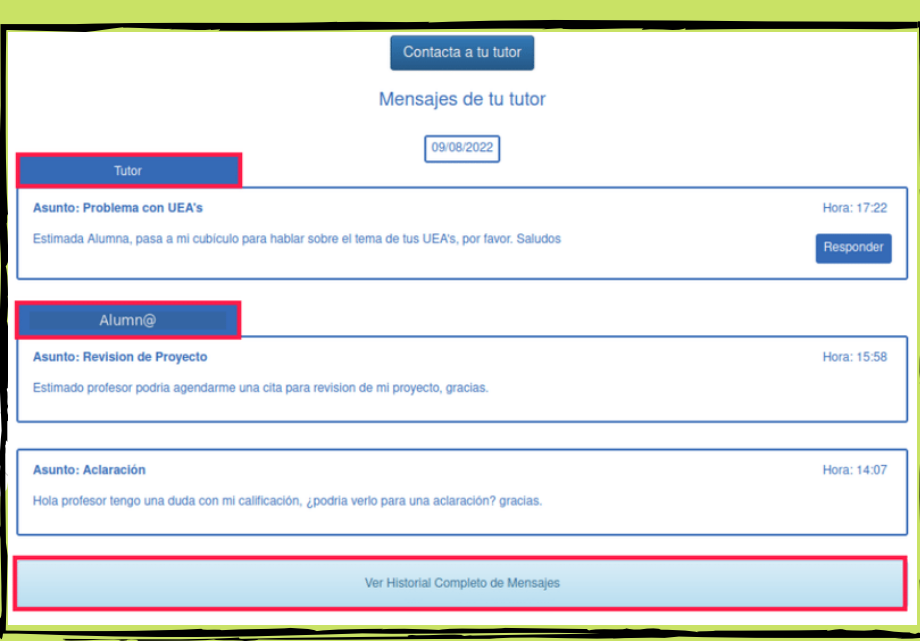 Contacta a tu tutor
Mensajes de tu tutor
09/08/2022
Tutor
Asunto: Problema con UEA's
Hora: 17:22
Estimada Alumna, pasa a mi cubículo para hablar sobre el tema de tus UEA's, por favor. Saludos
Responder
Alumn@
Asunto: Revision de Proyecto
Hora: 15:58
Estimado profesor podria agendarme una cita para revision de mi proyecto, gracias.
Asunto: Aclaración
Hora: 14:07
Hola profesor tengo una duda con mi calificación, ¿podria verlo para una aclaración? gracias.
Ver Historial Completo de Mensajes